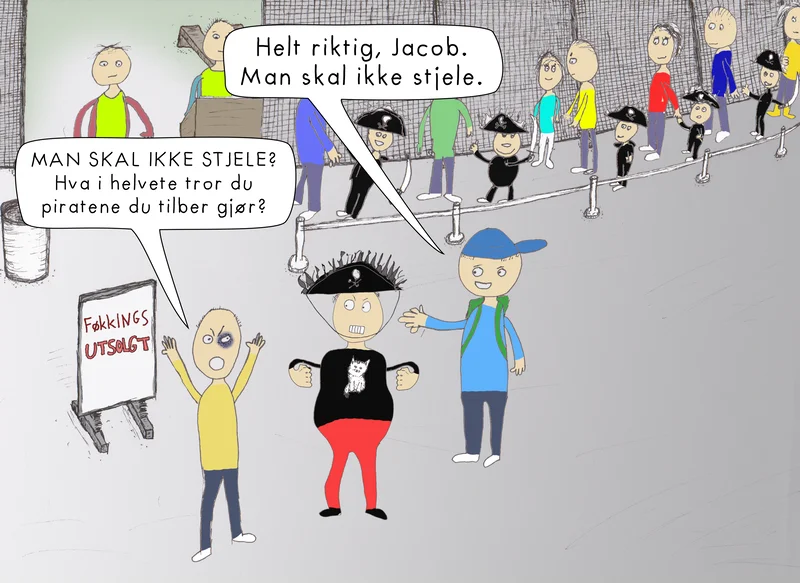 Helt riktig, Jacob.
Man skal ikke stjele.
MAN SKAL IKKE STJELE?
Hva i helvete tror du
piratene du tilber gjør?
FØKKINGS
UTSOLGT